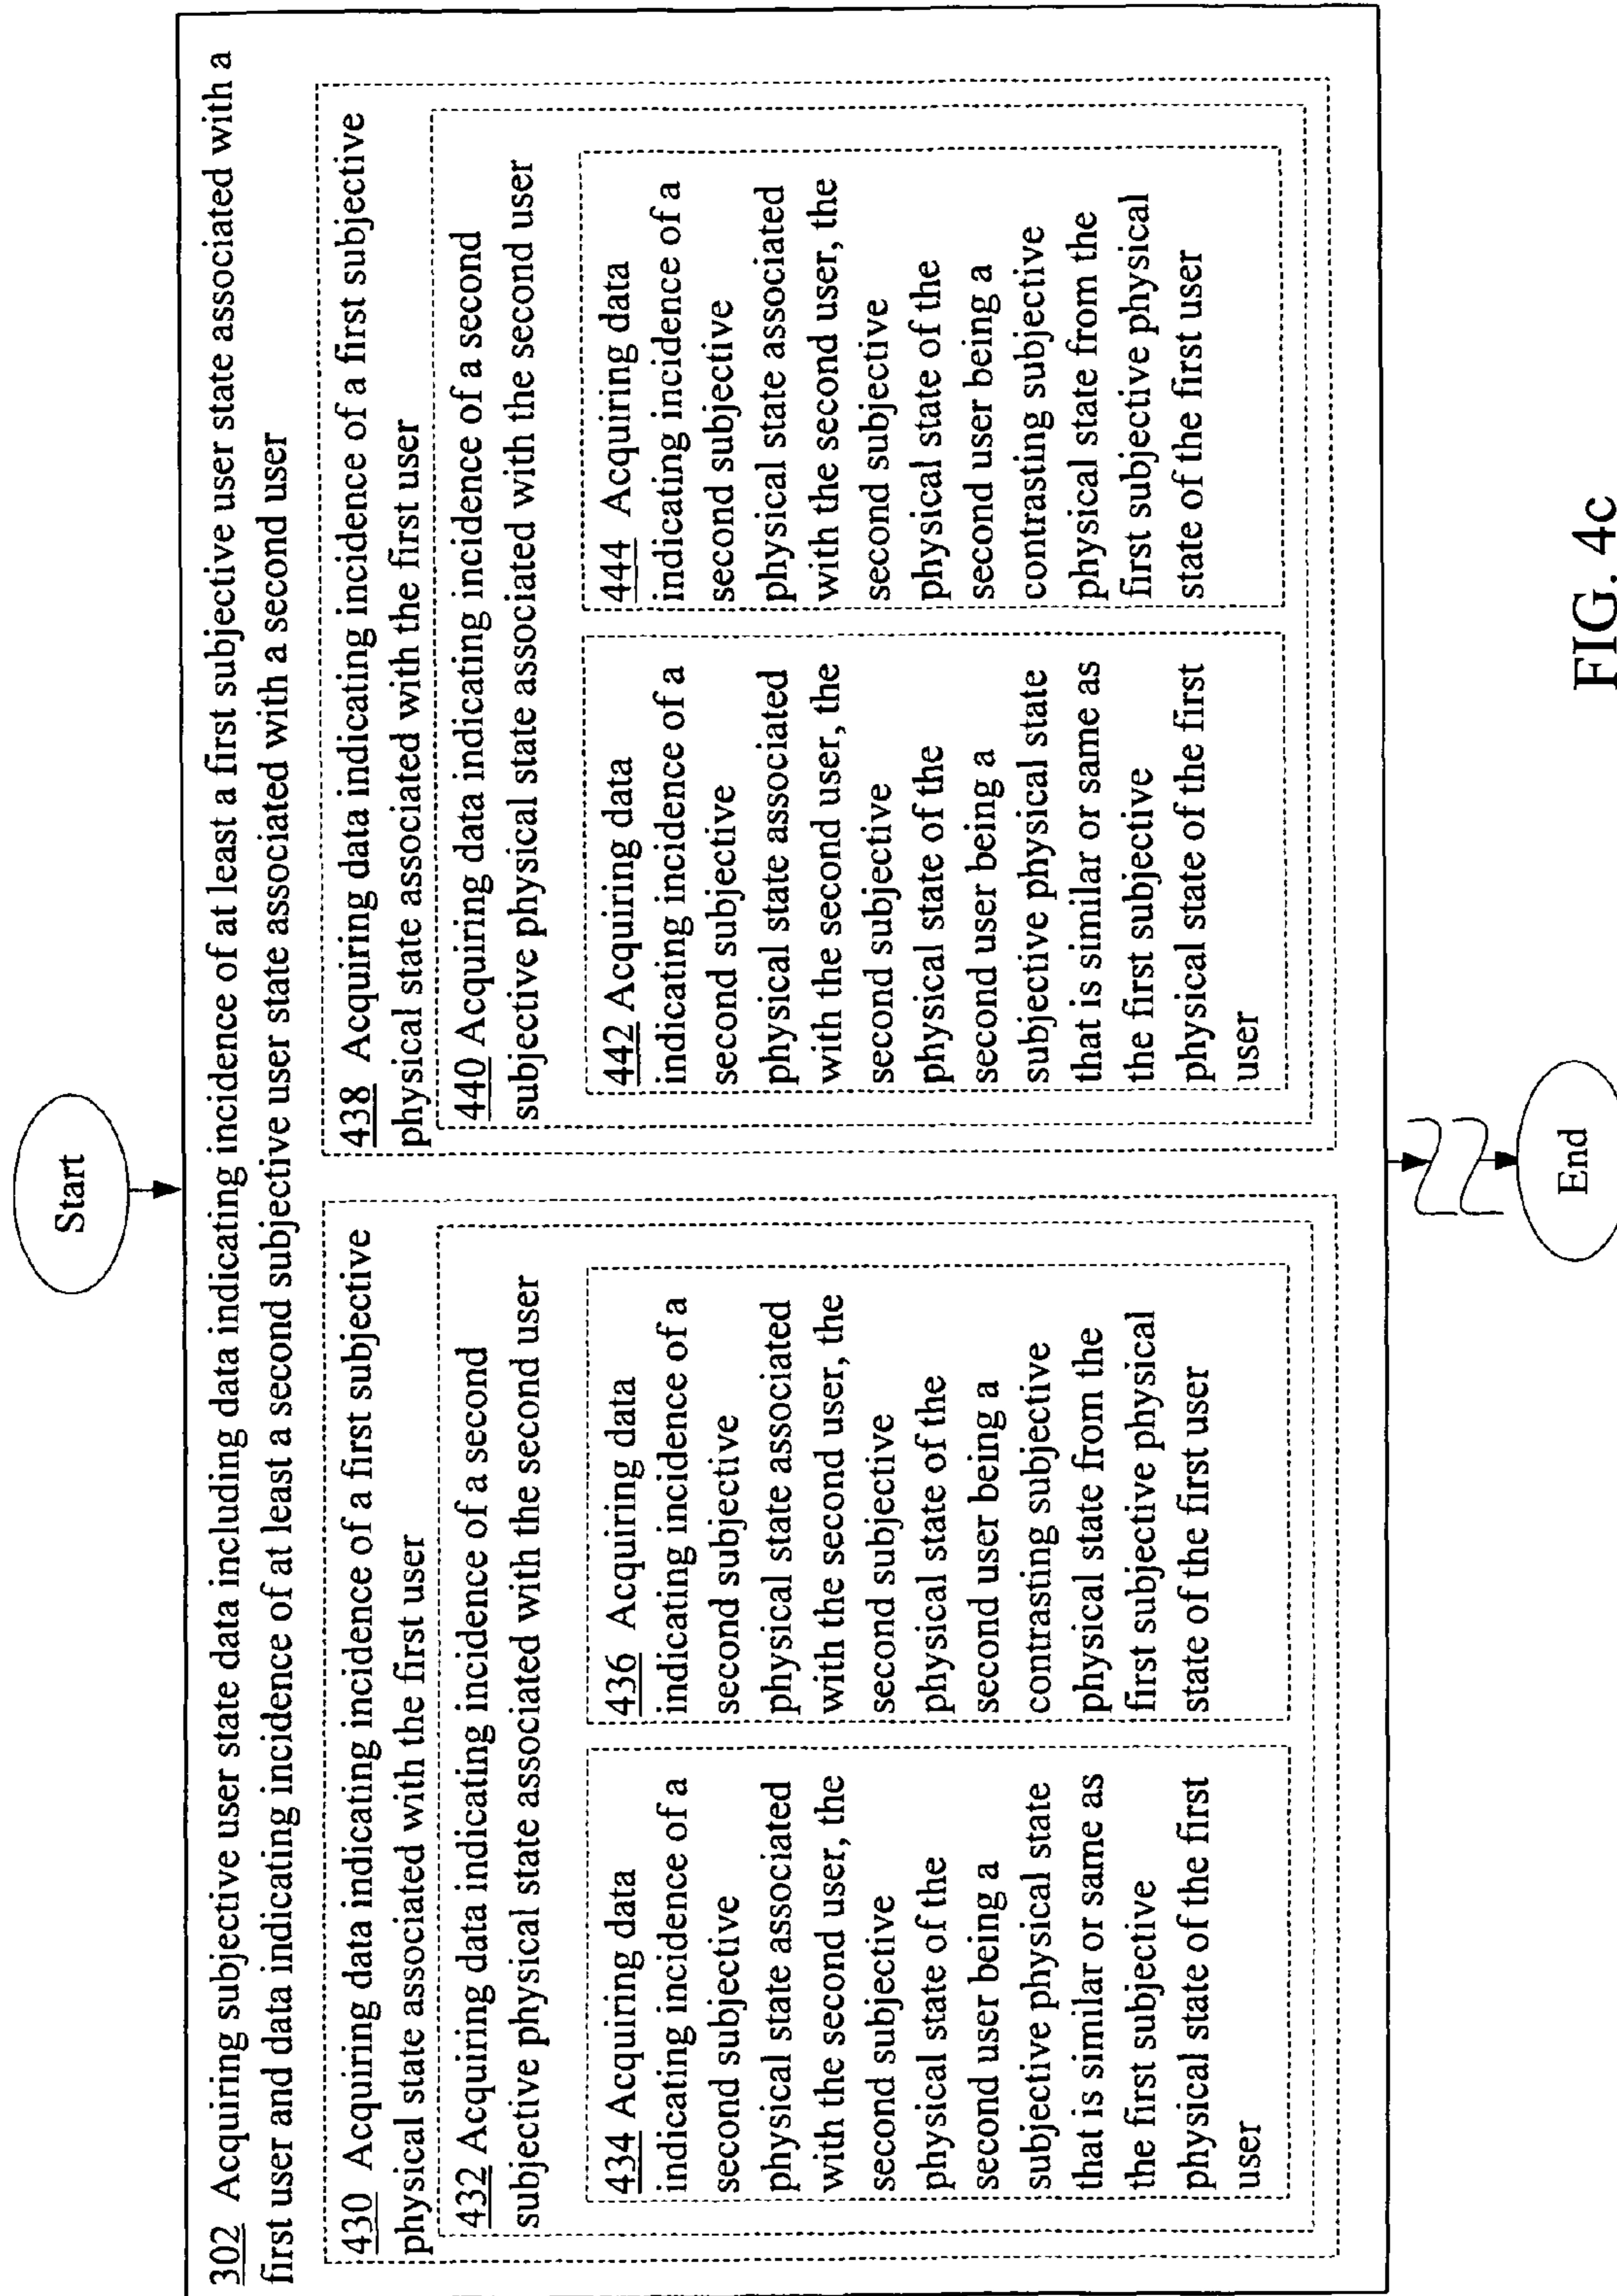 Start
302 Acquiring subjective user state data including data indicating incidence of at least a first subjective user state associated with a
first user and data indicating incidence of at least a second subjective user state associated with a second user
430 Acquiring data indicating incidence of a first subjective
physical state associated with the first user
432 Acquiring data indicating incidence of a second
subjective physical state associated with the second user
434 Acquiring data
indicating incidence of a
second subjective
physical state associated
with the second user, the
second subjective
physical state of the
second user being a
subjective physical state
that is similar or same as
the first subjective
physical state of the first
user
436 Acquiring data
indicating incidence of a
second subjective
physical state associated
with the second user, the
second subjective
physical state of the
second user being a
contrasting subjective
physical state from the
first subjective physical
state of the first user
438 Acquiring data indicating incidence of a first subjective
physical state associated with the first user
440 Acquiring data indicating incidence of a second
subjective physical state associated with the second user
442 Acquiring data
indicating incidence of a
second subjective
physical state associated
with the second user, the
second subjective
physical state of the
second user being a
subjective physical state
that is similar or same as
the first subjective
physical state of the first
user
444 Acquiring data
indicating incidence of a
second subjective
physical state associated
with the second user, the
second subjective
physical state of the
second user being a
contrasting subjective
physical state from the
first subjective physical
state of the first user
End
FIG. 4c